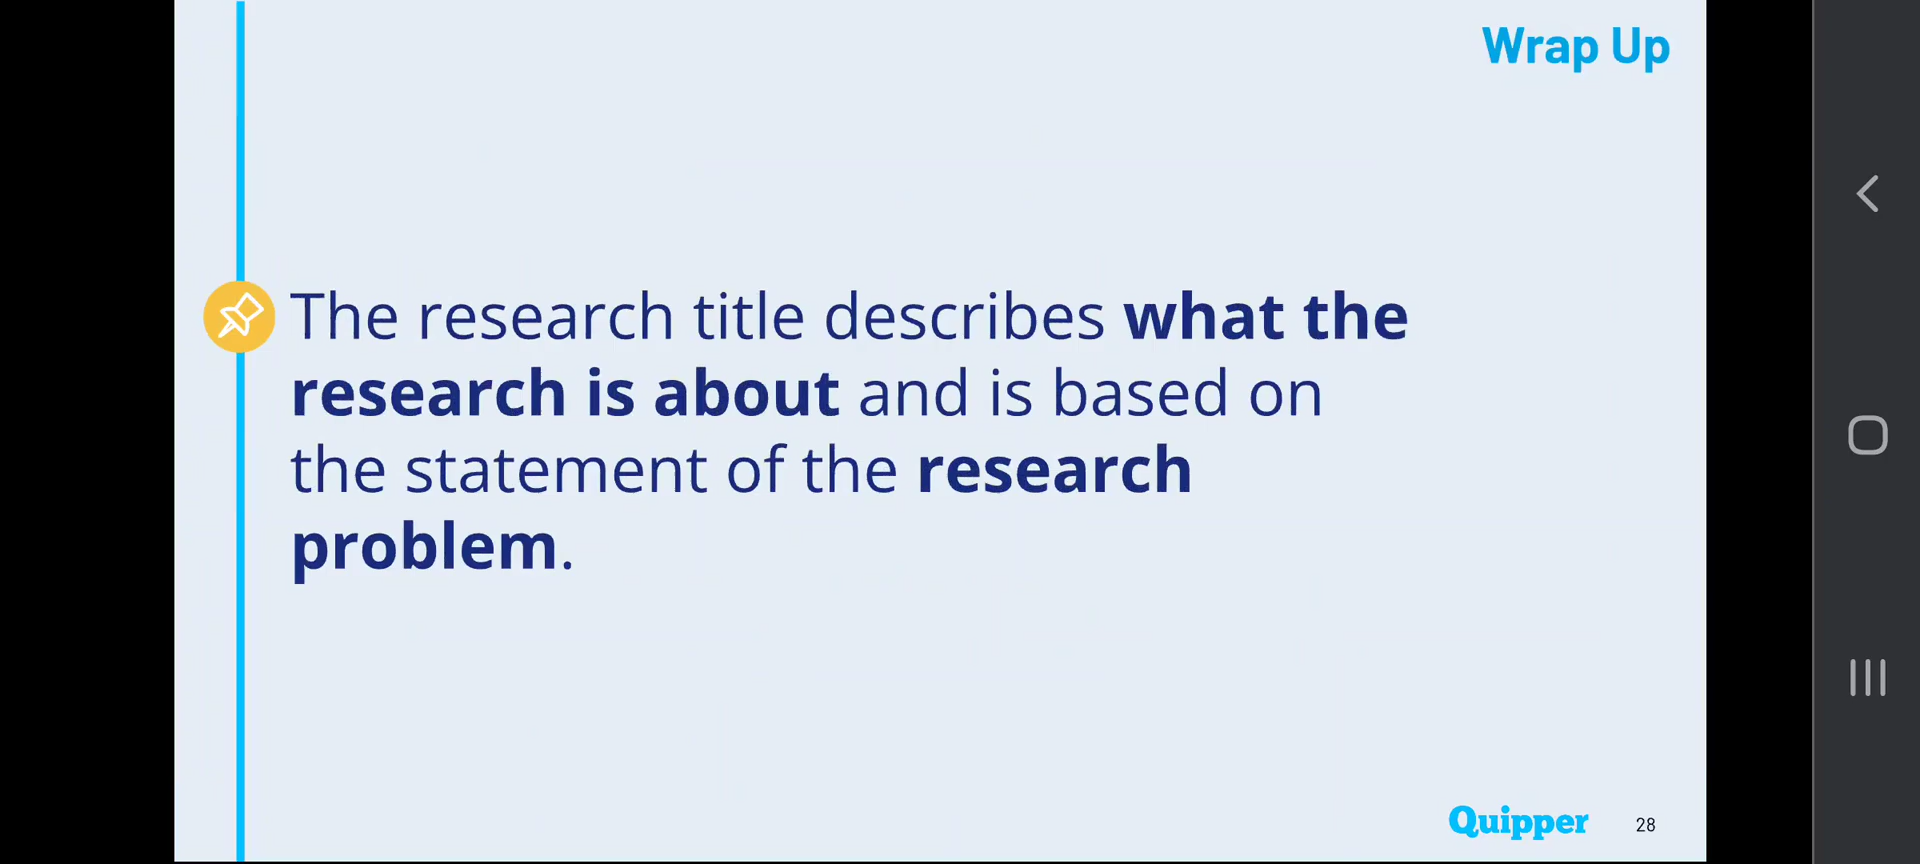 Wrap Up
The research title describes what the
research is about and is based on
the statement of the research
problem.
Quipper 28